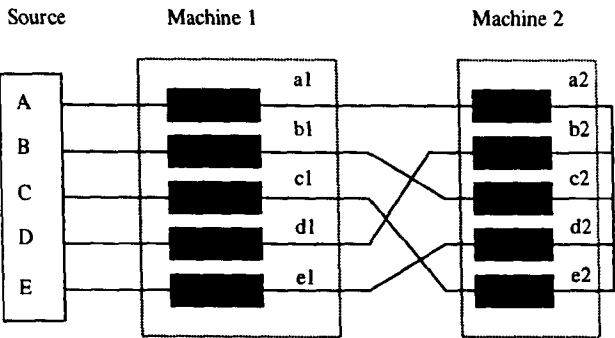 Source Machine 1 Machine 2
a1 a2
A
b1 b2
B
c1 c2
C
d1 d2
D
e1 e2
E